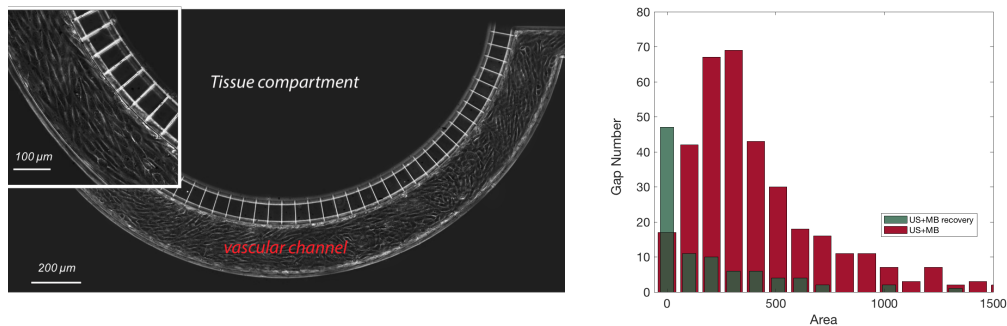 Tissue compartment
100 µm
vascular channel
200 µm
80
70
60
50
40
30
20
10
0
Gap Number
US+MB recovery
US+MB
0 500 1000 1500
Area